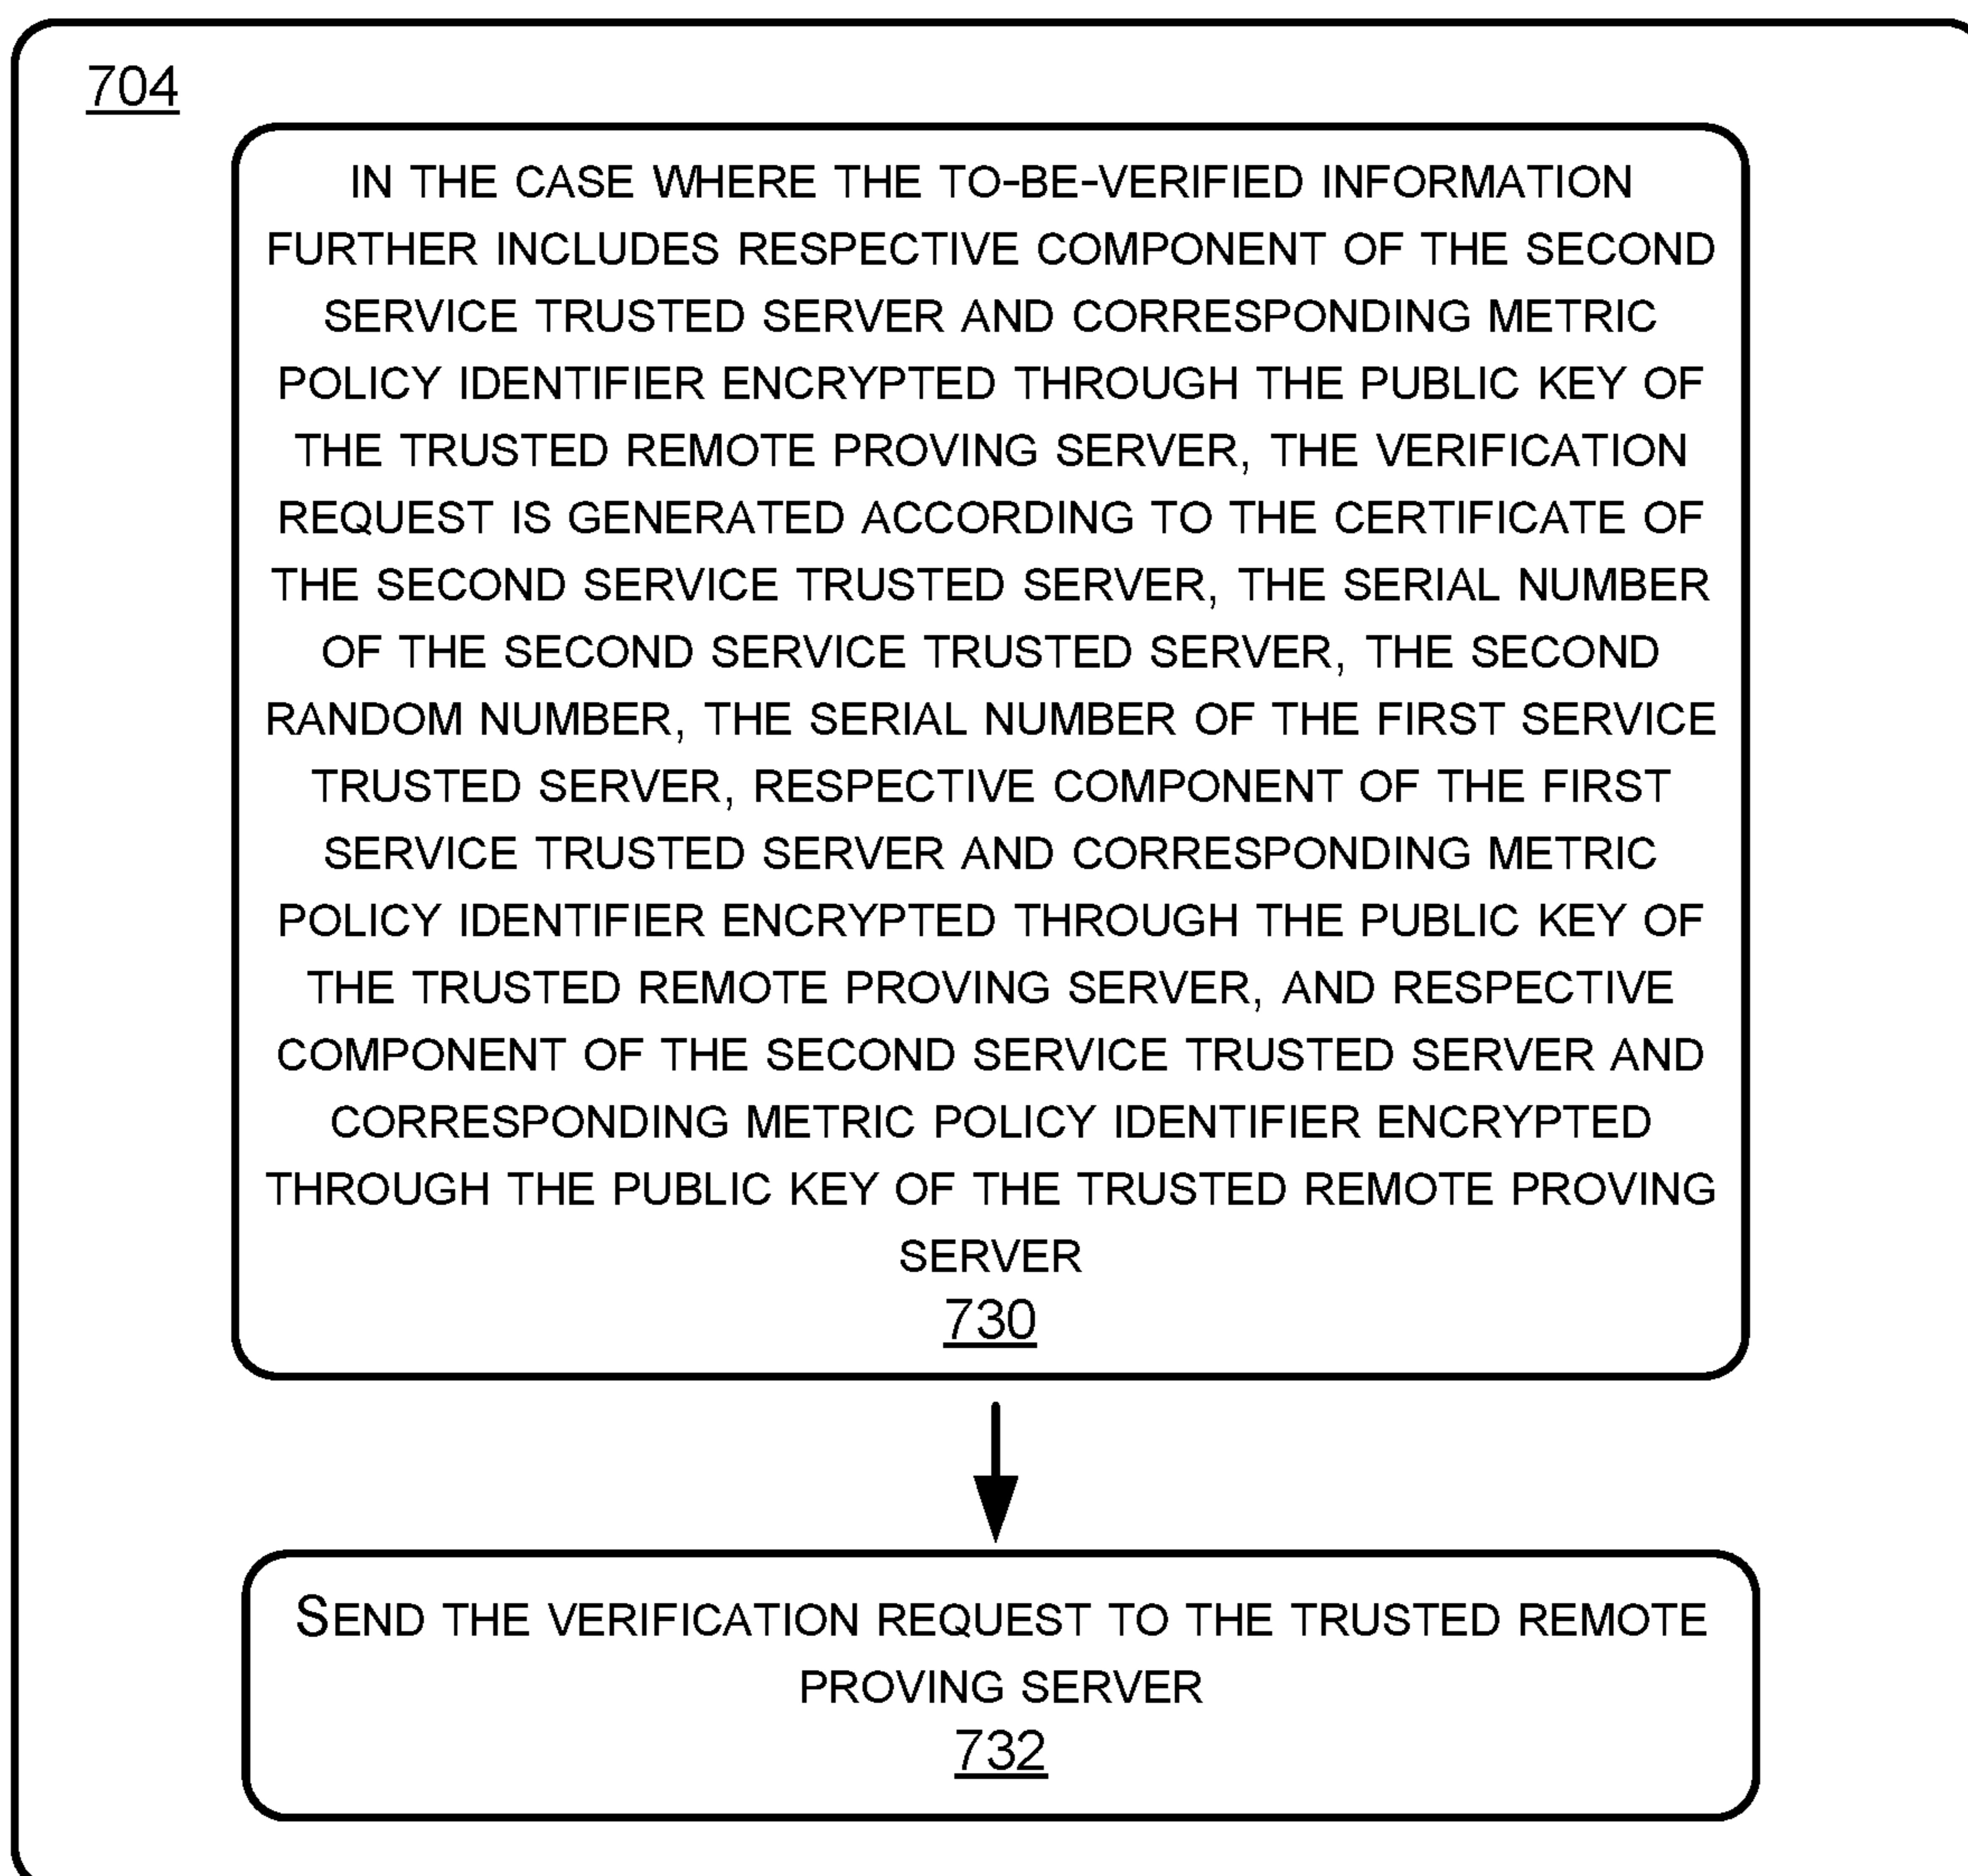 704
IN THE CASE WHERE THE TO-BE-VERIFIED INFORMATION
FURTHER INCLUDES RESPECTIVE COMPONENT OF THE SECOND
SERVICE TRUSTED SERVER AND CORRESPONDING METRIC
POLICY IDENTIFIER ENCRYPTED THROUGH THE PUBLIC KEY OF
THE TRUSTED REMOTE PROVING SERVER, THE VERIFICATION
REQUEST IS GENERATED ACCORDING TO THE CERTIFICATE OF
THE SECOND SERVICE TRUSTED SERVER, THE SERIAL NUMBER
OF THE SECOND SERVICE TRUSTED SERVER, THE SECOND
RANDOM NUMBER, THE SERIAL NUMBER OF THE FIRST SERVICE
TRUSTED SERVER, RESPECTIVE COMPONENT OF THE FIRST
SERVICE TRUSTED SERVER AND CORRESPONDING METRIC
POLICY IDENTIFIER ENCRYPTED THROUGH THE PUBLIC KEY OF
THE TRUSTED REMOTE PROVING SERVER, AND RESPECTIVE
COMPONENT OF THE SECOND SERVICE TRUSTED SERVER AND
CORRESPONDING METRIC POLICY IDENTIFIER ENCRYPTED
THROUGH THE PUBLIC KEY OF THE TRUSTED REMOTE PROVING
SERVER
730
SEND THE VERIFICATION REQUEST TO THE TRUSTED REMOTE
PROVING SERVER
732